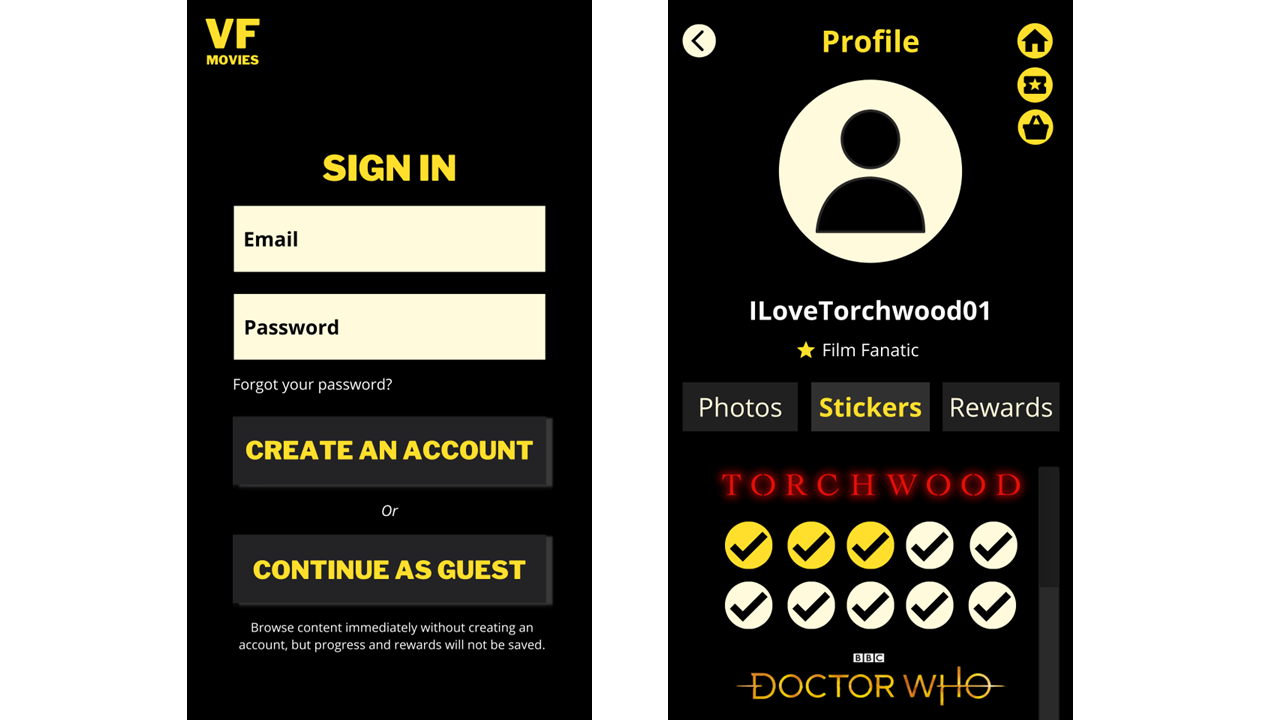 VF
MOVIES
SIGN IN
Email
Password
Forgot your password?
CREATE AN ACCOUNT
Or
CONTINUE AS GUEST
Browse content immediately without creating an
account, but progress and rewards will not be saved.
Profile
ILoveTorchwood01
Film Fanatic
Photos Stickers Rewards
TORCHWOOD
BBC
DOCTOR WHO